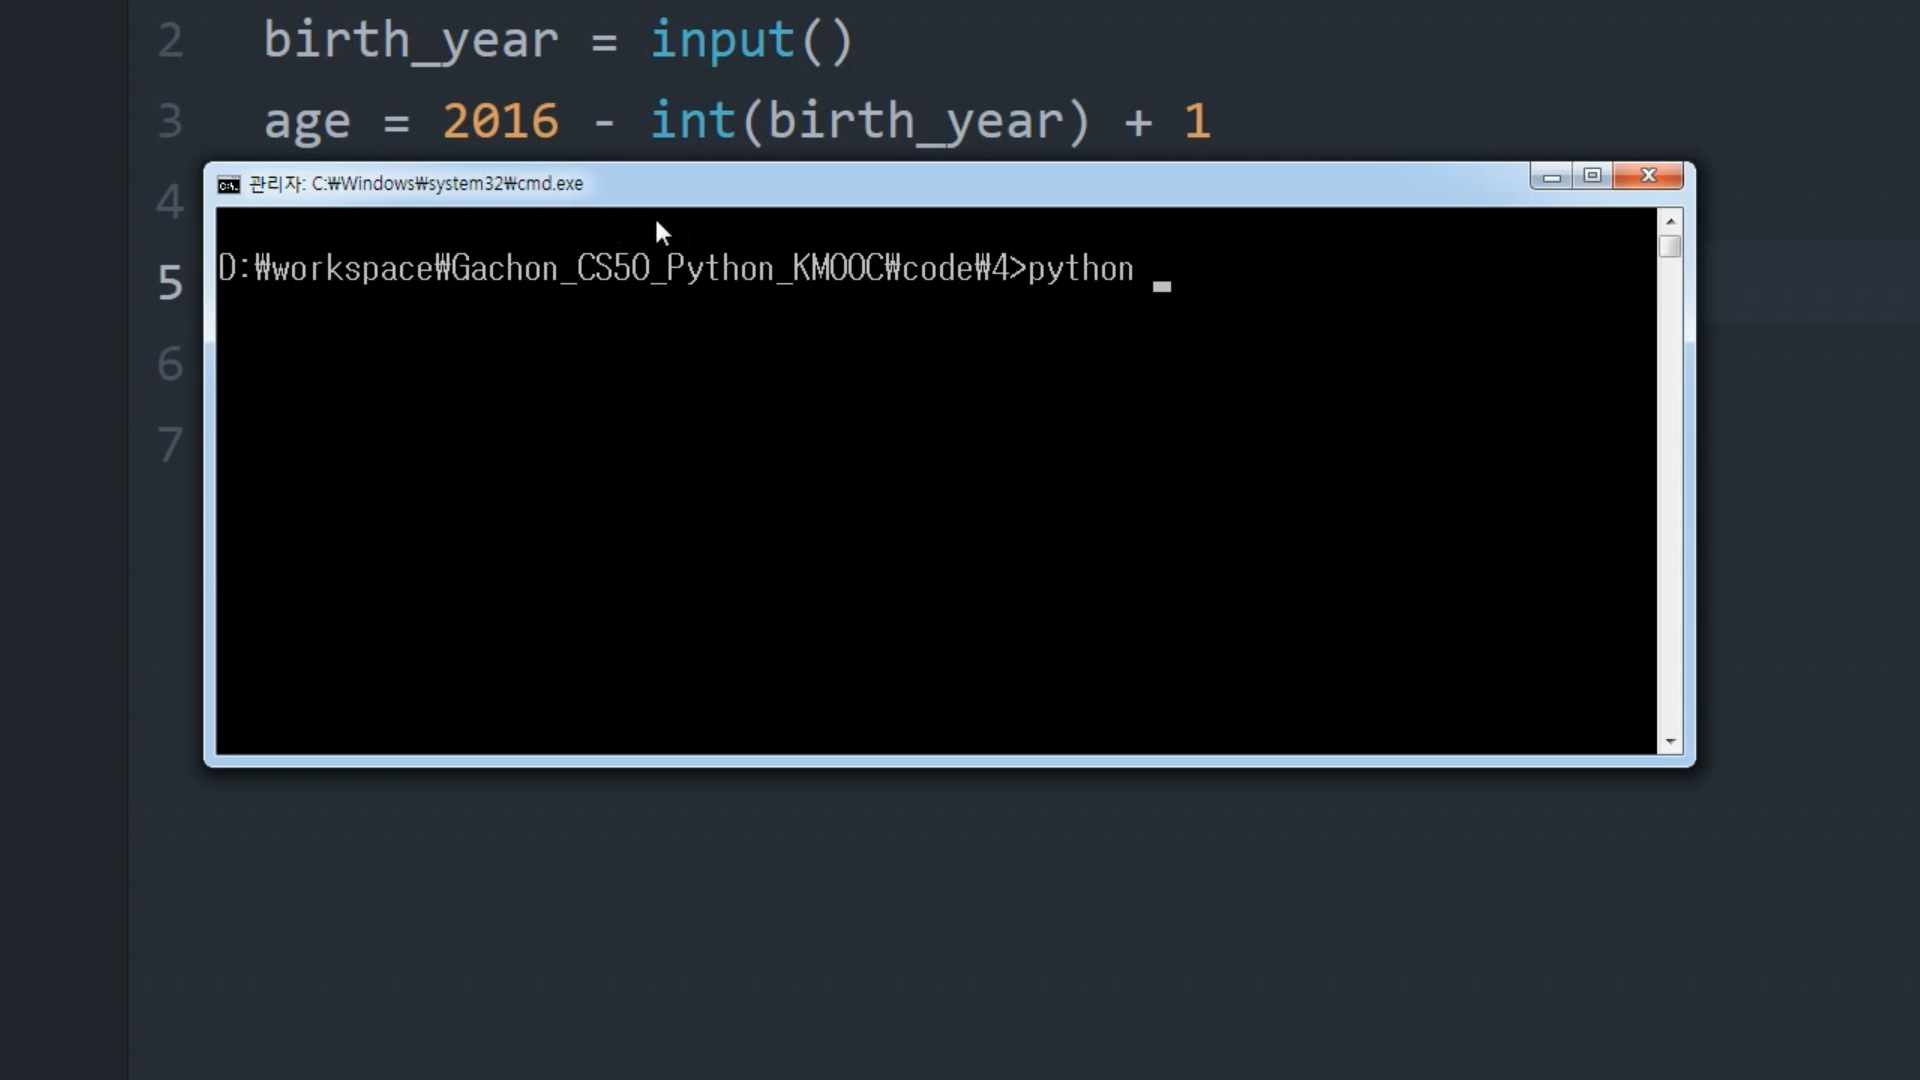 2 birth_year = input()
3 age = 2016 - int(birth_year) + 1
4
관리자: C:₩Windows₩system32₩cmd.exe
D:₩workspace₩Gachon_CS50_Python_KMOOC₩code₩4>python
5
6
7